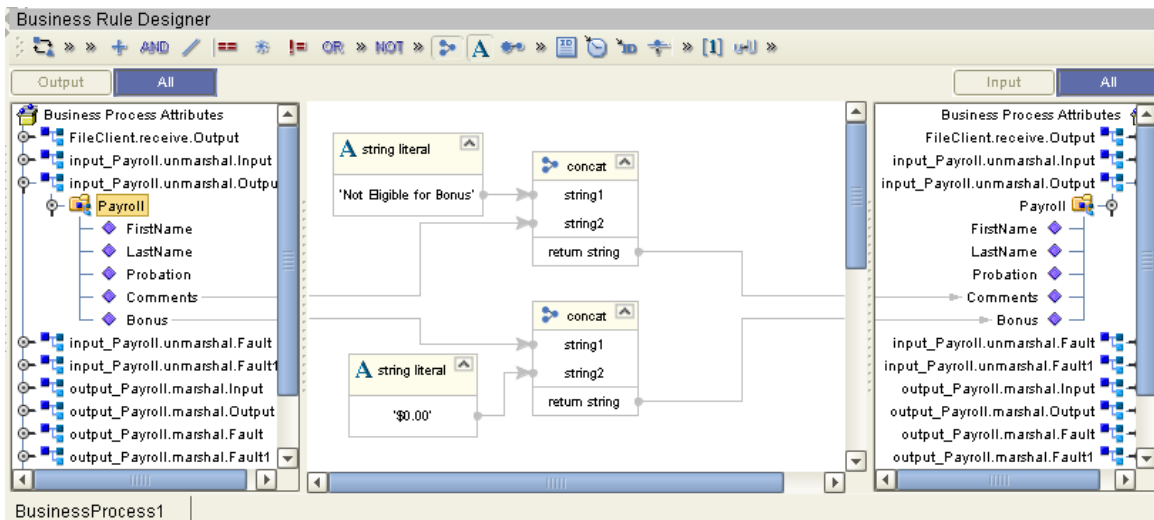 Business Rule Designer
» » AND == != OR » NOT » A » ID ID » [1] »
Output All Input All
Business Process Attributes
FileClient.receive.Output
input_Payroll.unmarshal.Input
input_Payroll.unmarshal.Outpu
Payroll
FirstName
LastName
Probation
Comments
Bonus
input_Payroll.unmarshal.Fault
input_Payroll.unmarshal.Fault1
output_Payroll.marshal.Input
output_Payroll.marshal.Output
output_Payroll.marshal.Fault
output_Payroll.marshal.Fault1
A string literal
'Not Eligible for Bonus'
concat
string1
string2
return string
A string literal
'$0.00'
concat
string1
string2
return string
Business Process Attributes
FileClient.receive.Output
input_Payroll.unmarshal.Input
input_Payroll.unmarshal.Output
Payroll
FirstName
LastName
Probation
Comments
Bonus
input_Payroll.unmarshal.Fault
input_Payroll.unmarshal.Fault1
output_Payroll.marshal.Input
output_Payroll.marshal.Output
output_Payroll.marshal.Fault
output_Payroll.marshal.Fault1
BusinessProcess1